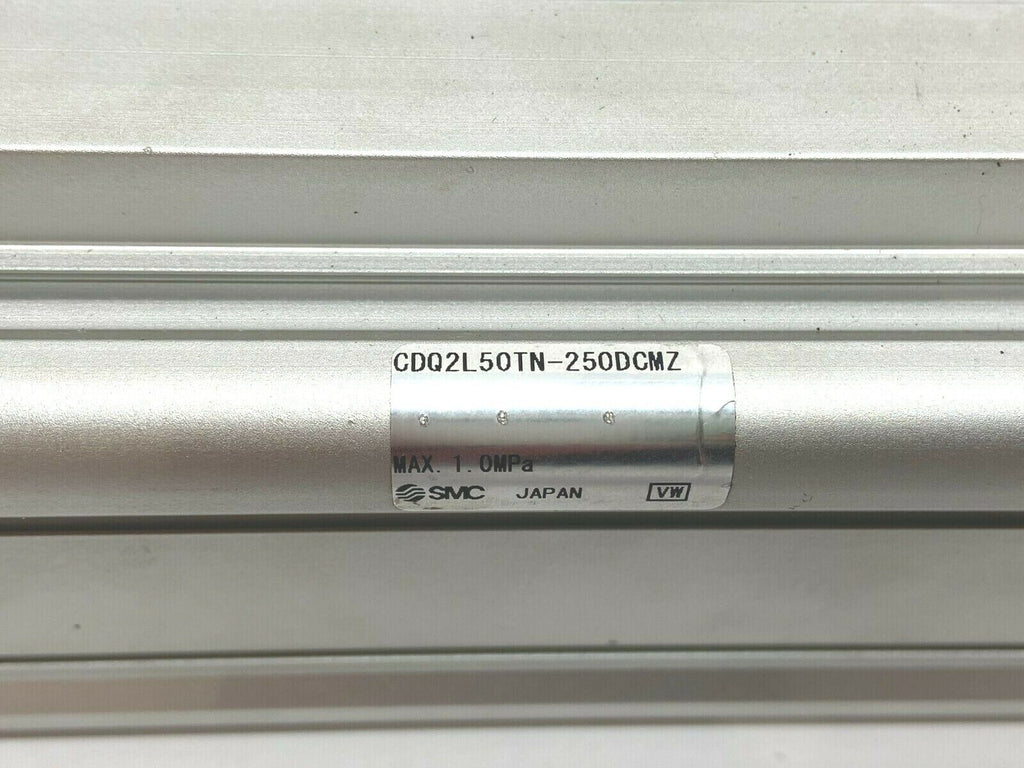 CDQ2L50TN-250DCMZ
MAX. 1.0MPa
SMC JAPAN VW